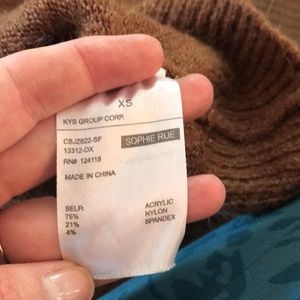 XS
KYS GROUP CORP.
CSJZ622-SF SOPHIE RUE
13312-DX
RN# 124115
MADE IN CHINA
SELF:
75% ACRYLIC
21% NYLON
4% SPANDEX